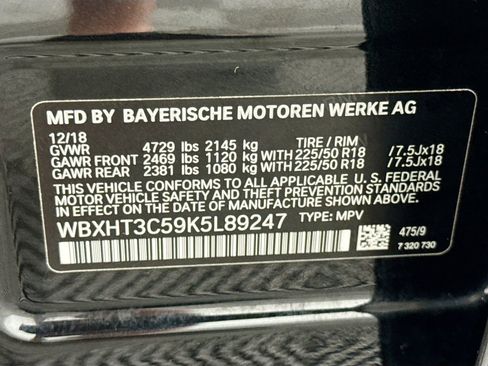 MFD BY BAYERISCHE MOTOREN WERKE AG
12/18 TIRE / RIM
GVWR 4729 lbs 2145 kg
GAWR FRONT 2469 lbs 1120 kg WITH 225/50 R18 /7.5Jx18
GAWR REAR 2381 lbs 1080 kg WITH 225/50 R18 /7.5Jx18
THIS VEHICLE CONFORMS TO ALL APPLICABLE U. S. FEDERAL
MOTOR VEHICLE SAFETY AND THEFT PREVENTION STANDARDS
IN EFFECT ON THE DATE OF MANUFACTURE SHOWN ABOVE.
WBXHT3C59K5L89247 TYPE: MPV
475/9
7 320 730